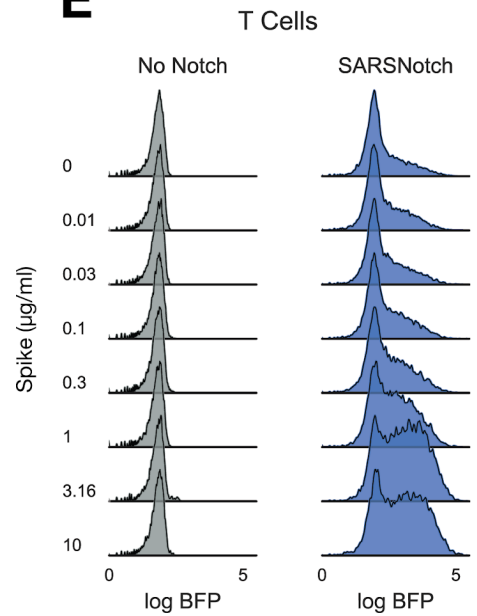 E
T Cells
No Notch SARSNotch
Spike (μg/ml)
0
0.01
0.03
0.1
0.3
1
3.16
10
0 5 0 5
log BFP log BFP